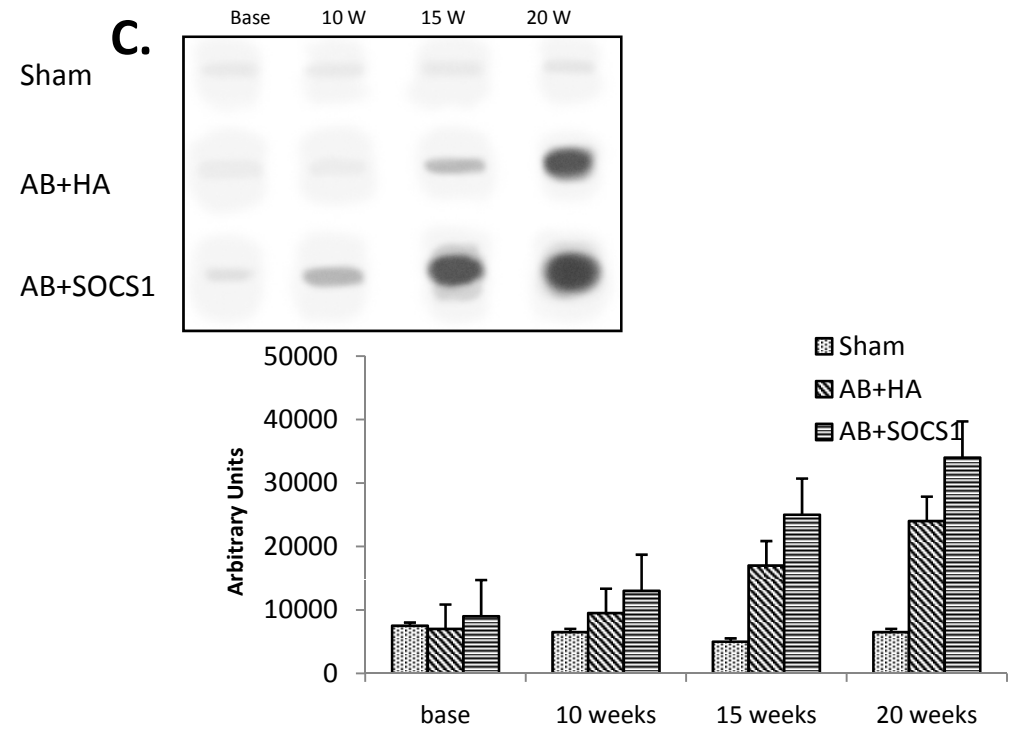 C.
Base 10 W 15 W 20 W
Sham
AB+HA
AB+SOCS1
50000
40000
30000
20000
10000
0
Arbitrary Units
Sham
AB+HA
AB+SOCS1
base 10 weeks 15 weeks 20 weeks